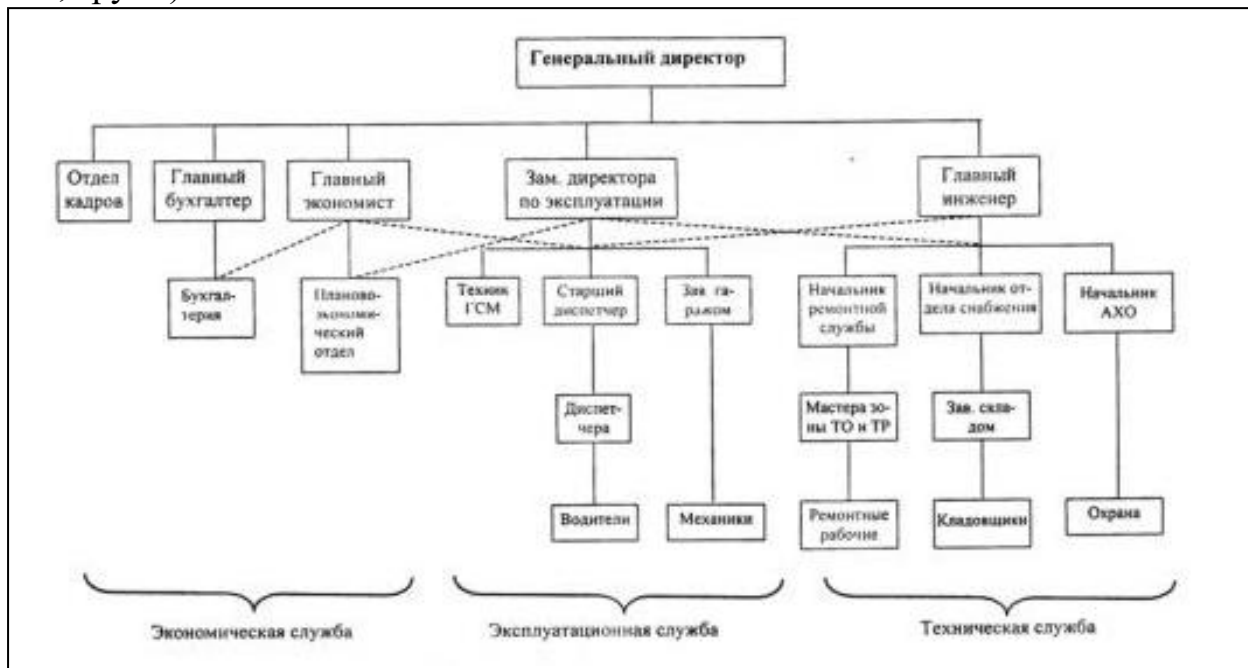 Генеральный директор
Отдел
кадров
Главный
бухгалтер
Главный
экономист
Зам. директора
по эксплуатации
Главный
инженер
Бухгал-
терия
Планово-
экономи-
ческий
отдел
Техник
ГСМ
Старший
диспетчер
Зав. га-
ражом
Начальник
ремонтной
службы
Начальник от-
дела снабжения
Начальник
АХО
Диспет-
чера
Мастера зо-
ны ТО и ТР
Зав. скла-
дом
Водители
Механики
Ремонтные
рабочие
Кладовщики
Охрана
Экономическая служба
Эксплуатационная служба
Техническая служба